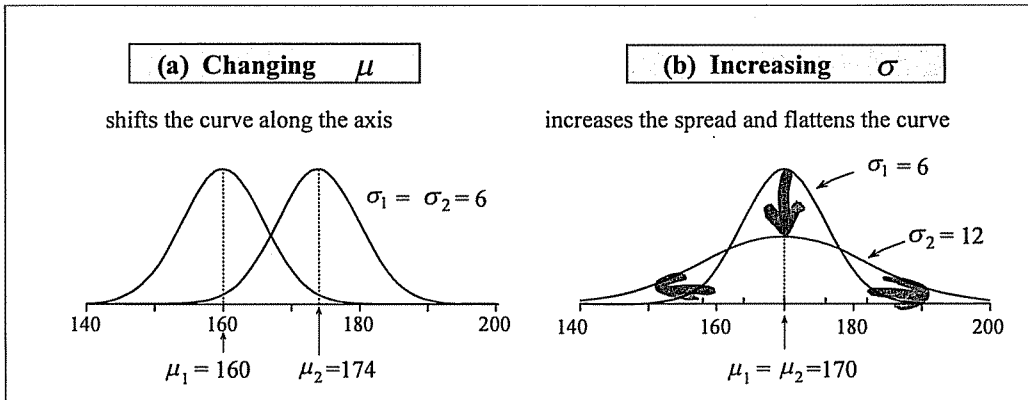 (a) Changing μ
shifts the curve along the axis
σ₁ = σ₂ = 6
140 160 180 200
μ₁ = 160 μ₂ =174
(b) Increasing σ
increases the spread and flattens the curve
σ₁ = 6
σ₂ = 12
140 160 180 200
μ₁ = μ₂ =170